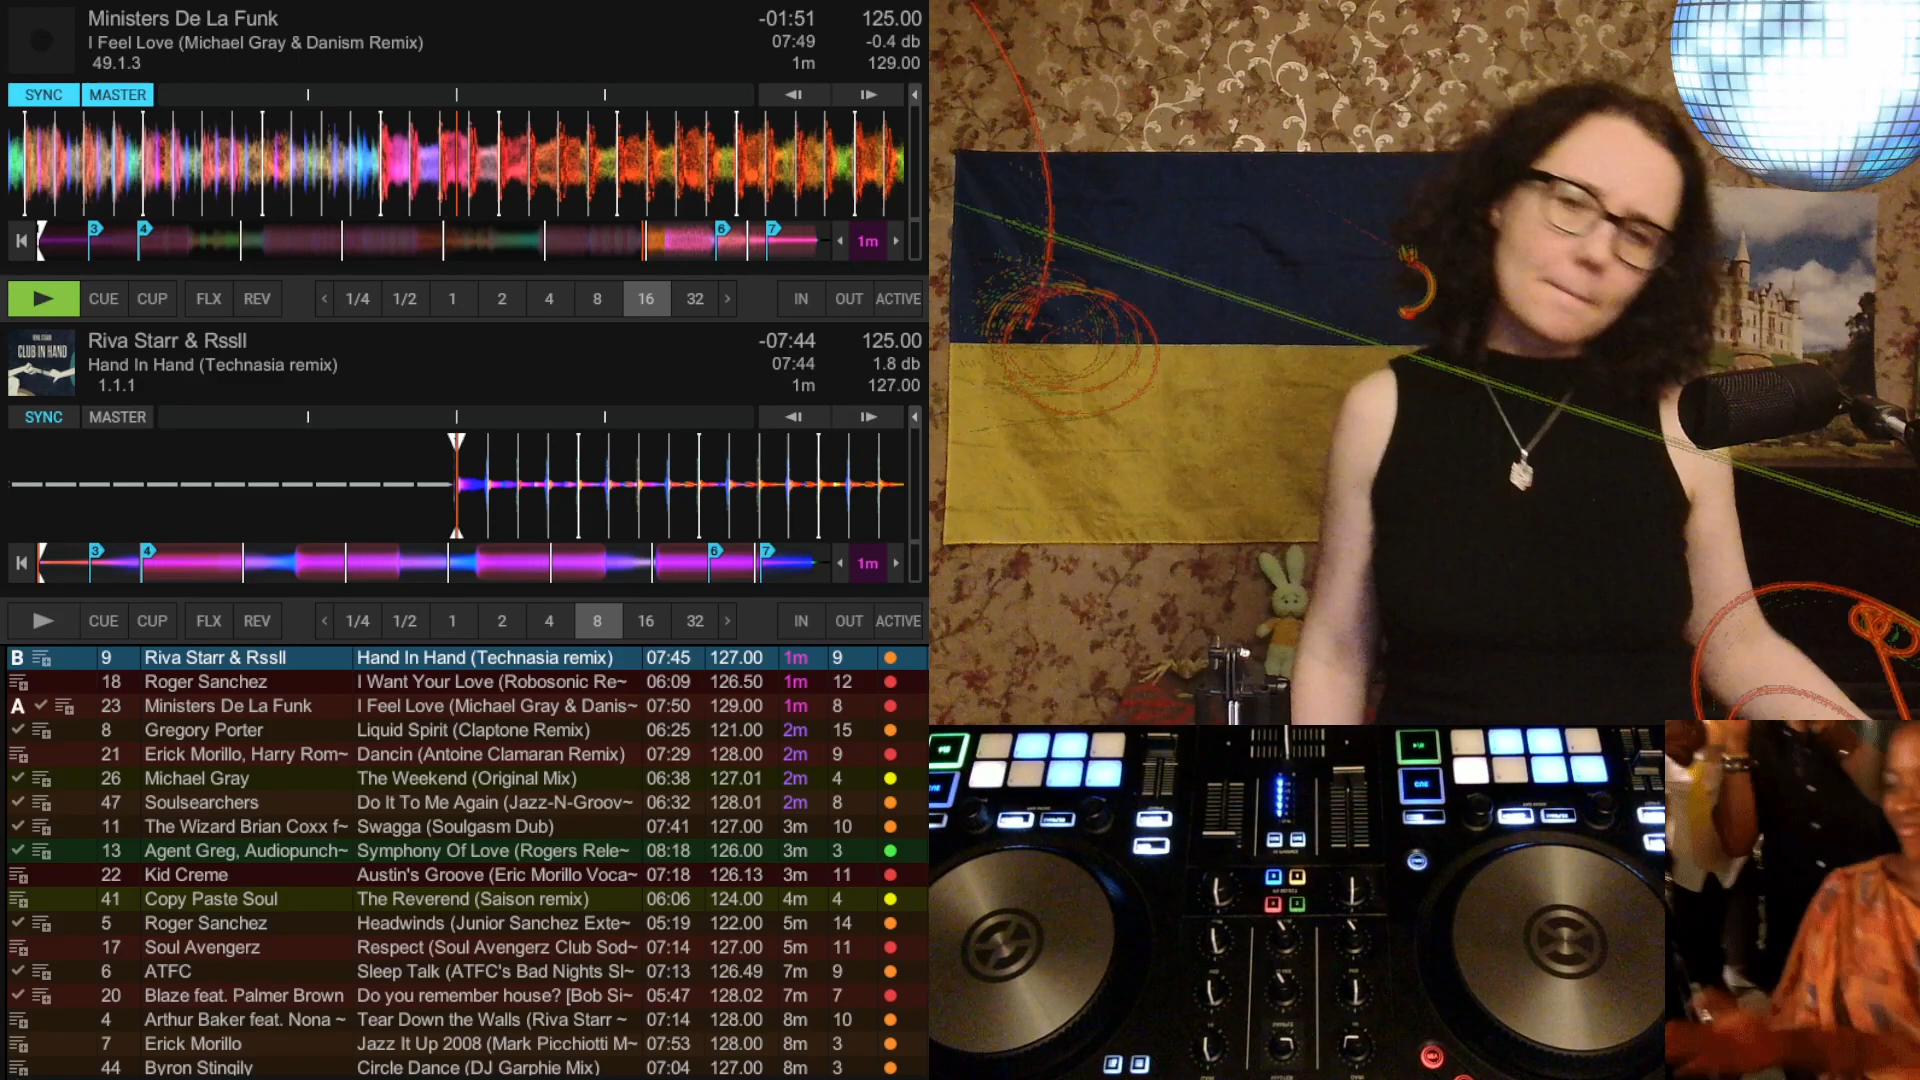 Ministers De La Funk -01:51 125.00
I Feel Love (Michael Gray & Danism Remix) 07:49 -0.4 db
49.1.3 1m 129.00
SYNC MASTER
3 4 6 7 1m
CUE CUP FLX REV 1/4 1/2 1 2 4 8 16 32 IN OUT ACTIVE
CLUB IN HAND
Riva Starr & Rssll -07:44 125.00
Hand In Hand (Technasia remix) 07:44 1.8 db
1.1.1 1m 127.00
SYNC MASTER
3 4 6 7 1m
CUE CUP FLX REV 1/4 1/2 1 2 4 8 16 32 IN OUT ACTIVE
B 9 Riva Starr & Rssll Hand In Hand (Technasia remix) 07:45 127.00 1m 9
18 Roger Sanchez I Want Your Love (Robosonic Re~ 06:09 126.50 1m 12
A 23 Ministers De La Funk I Feel Love (Michael Gray & Danis~ 07:50 129.00 1m 8
8 Gregory Porter Liquid Spirit (Claptone Remix) 06:25 121.00 2m 15
21 Erick Morillo, Harry Rom~ Dancin (Antoine Clamaran Remix) 07:29 128.00 2m 9
26 Michael Gray The Weekend (Original Mix) 06:38 127.01 2m 4
47 Soulsearchers Do It To Me Again (Jazz-N-Groov~ 06:32 128.01 2m 8
11 The Wizard Brian Coxx f~ Swagga (Soulgasm Dub) 07:41 127.00 3m 10
13 Agent Greg, Audiopunch~ Symphony Of Love (Rogers Rele~ 08:18 126.00 3m 3
22 Kid Creme Austin's Groove (Eric Morillo Voca~ 07:18 126.13 3m 11
41 Copy Paste Soul The Reverend (Saison remix) 06:06 124.00 4m 4
5 Roger Sanchez Headwinds (Junior Sanchez Exte~ 05:19 122.00 5m 14
17 Soul Avengerz Respect (Soul Avengerz Club Sod~ 07:14 127.00 5m 11
6 ATFC Sleep Talk (ATFC's Bad Nights Sl~ 07:13 126.49 7m 9
20 Blaze feat. Palmer Brown Do you remember house? [Bob Si~ 05:47 128.02 7m 7
4 Arthur Baker feat. Nona ~ Tear Down the Walls (Riva Starr ~ 07:14 128.00 8m 10
7 Erick Morillo Jazz It Up 2008 (Mark Picchiotti M~ 07:53 128.00 8m 3
44 Byron Stingily Circle Dance (DJ Garphie Mix) 07:04 127.00 8m 3